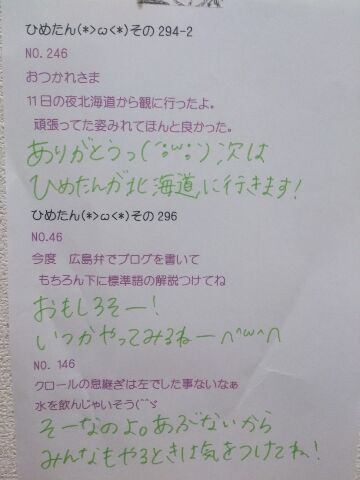 ひめたん(*>ω<*)その294-2
NO.246
おつかれさま
11日の夜北海道から観に行ったよ。
頑張ってた姿みれてほんと良かった。
ありがとうっ(´°ω°`)次は
ひめたんが北海道に行きます!
ひめたん(*>ω<*)その296
NO.46
今度 広島弁でブログを書いて
もちろん下に標準語の解説つけてね
おもしろそー!
いつかやってみるねー ^ω^
NO. 146
クロールの息継ぎは左でした事ないなぁ
水を飲んじゃいそう(^^ゞ
そーなのよ。あぶないから
みんなもやるときは気をつけてね!